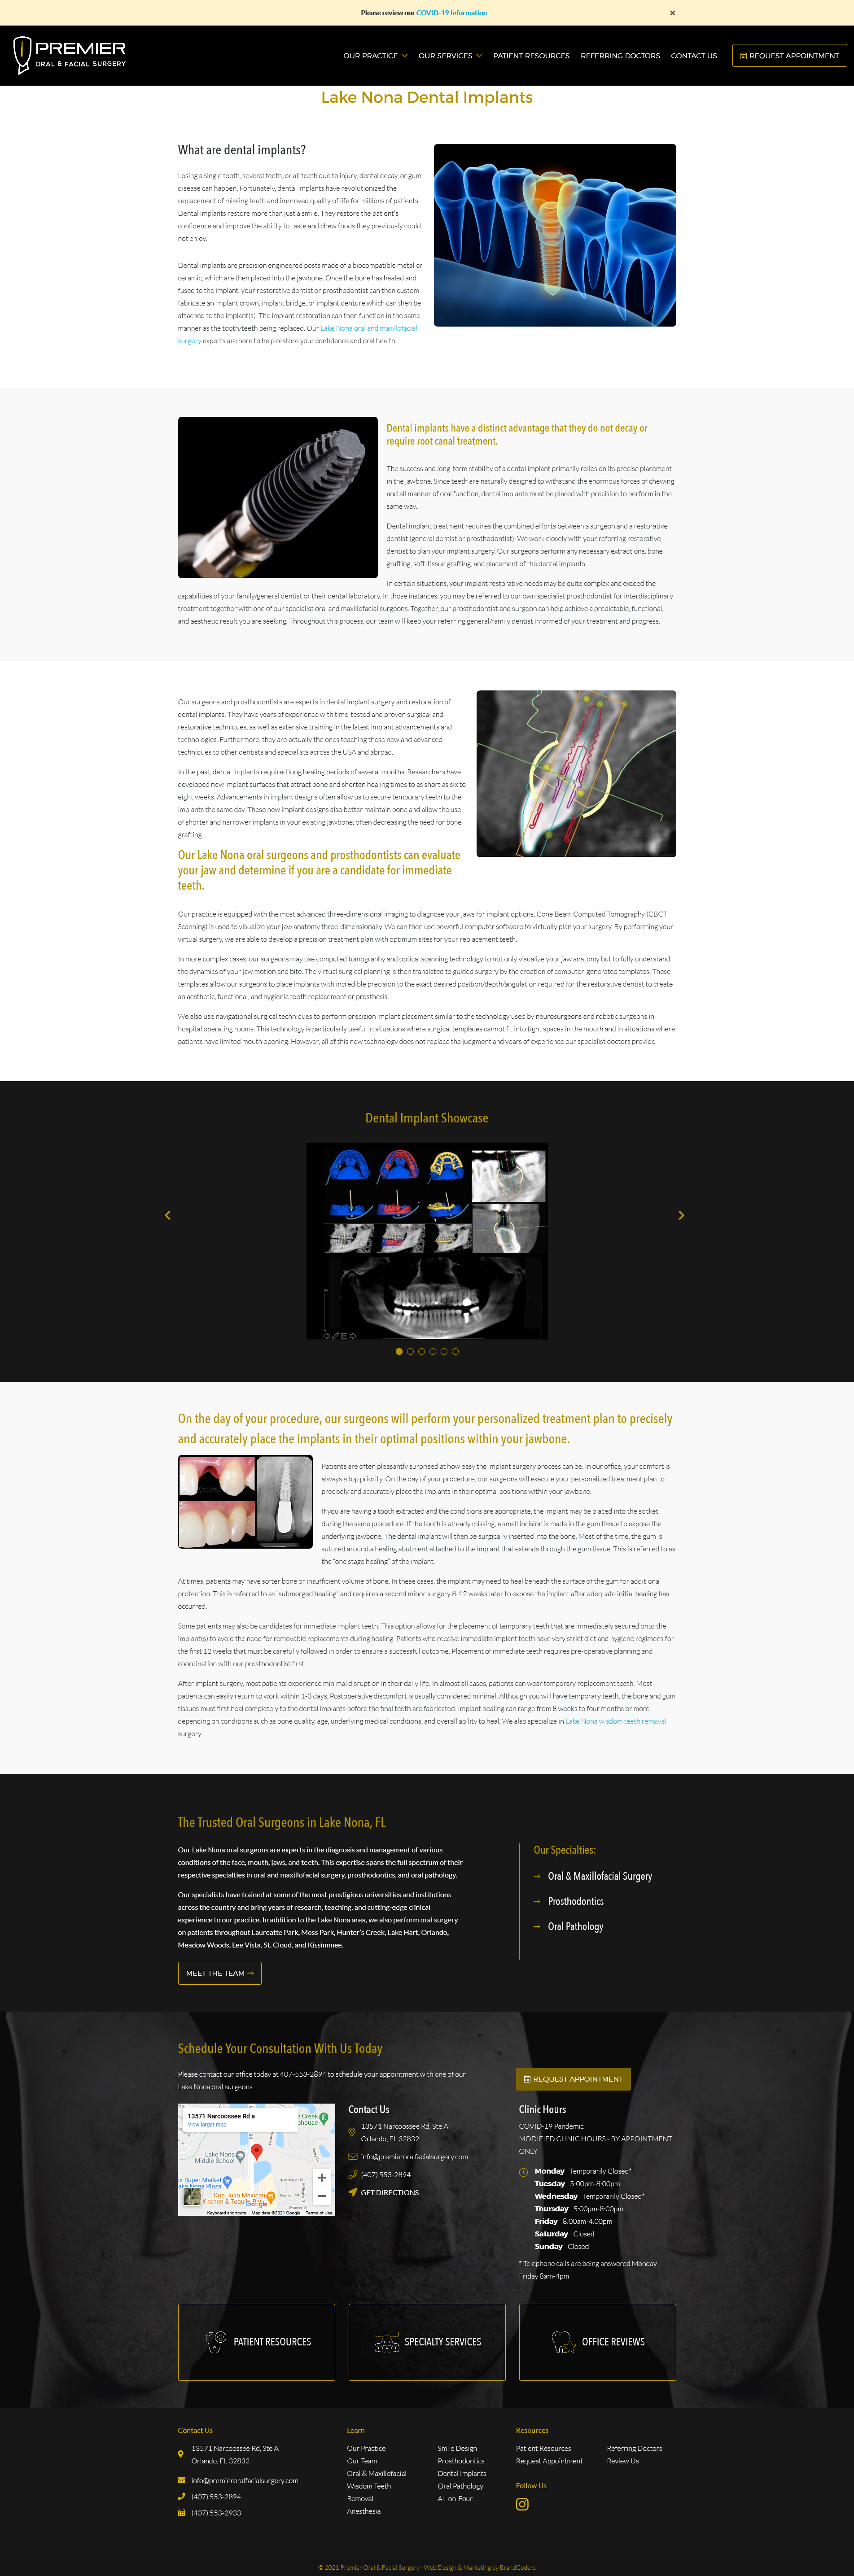 Please review our COVID-19 Information
×
PREMIER
ORAL & FACIAL SURGERY
OUR PRACTICE
OUR SERVICES
PATIENT RESOURCES
REFERRING DOCTORS
CONTACT US
REQUEST APPOINTMENT
Lake Nona Dental Implants
What are dental implants?
Losing a single tooth, several teeth, or all teeth due to injury, dental decay, or gum
disease can happen. Fortunately, dental implants have revolutionized the
replacement of missing teeth and improved quality of life for millions of patients.
Dental implants restore more than just a smile. They restore the patient's
confidence and improve the ability to taste and chew foods they previously could
not enjoy.
Dental implants are precision engineered posts made of a biocompatible metal or
ceramic, which are then placed into the jawbone. Once the bone has healed and
fused to the implant, your restorative dentist or prosthodontist can then custom
fabricate an implant crown, implant bridge, or implant denture which can then be
attached to the implant(s). The implant restoration can then function in the same
manner as the tooth/teeth being replaced. Our Lake Nona oral and maxillofacial
surgery experts are here to help restore your confidence and oral health.
Dental implants have a distinct advantage that they do not decay or
require root canal treatment.
The success and long-term stability of a dental implant primarily relies on its precise placement
in the jawbone. Since teeth are naturally designed to withstand the enormous forces of chewing
and all manner of oral function, dental implants must be placed with precision to perform in the
same way.
Dental implant treatment requires the combined efforts between a surgeon and a restorative
dentist (general dentist or prosthodontist). We work closely with your referring restorative
dentist to plan your implant surgery. Our surgeons perform any necessary extractions, bone
grafting, soft-tissue grafting, and placement of the dental implants.
In certain situations, your implant restorative needs may be quite complex and exceed the
capabilities of your family/general dentist or their dental laboratory. In those instances, you may be referred to our own specialist prosthodontist for interdisciplinary
treatment together with one of our specialist oral and maxillofacial surgeons. Together, our prosthodontist and surgeon can help achieve a predictable, functional,
and aesthetic result you are seeking. Throughout this process, our team will keep your referring general/family dentist informed of your treatment and progress.
Our surgeons and prosthodontists are experts in dental implant surgery and restoration of
dental implants. They have years of experience with time-tested and proven surgical and
restorative techniques, as well as extensive training in the latest implant advancements and
technologies. Furthermore, they are actually the ones teaching these new and advanced
techniques to other dentists and specialists across the USA and abroad.
In the past, dental implants required long healing periods of several months. Researchers have
developed new implant surfaces that attract bone and shorten healing times to as short as six to
eight weeks. Advancements in implant designs often allow us to secure temporary teeth to the
implants the same day. These new implant designs also better maintain bone and allow the use
of shorter and narrower implants in your existing jawbone, often decreasing the need for bone
grafting.
Our Lake Nona oral surgeons and prosthodontists can evaluate
your jaw and determine if you are a candidate for immediate
teeth.
Our practice is equipped with the most advanced three-dimensional imaging to diagnose your jaws for implant options. Cone Beam Computed Tomography (CBCT
Scanning) is used to visualize your jaw anatomy three-dimensionally. We can then use powerful computer software to virtually plan your surgery. By performing your
virtual surgery, we are able to develop a precision treatment plan with optimum sites for your replacement teeth.
In more complex cases, our surgeons may use computed tomography and optical scanning technology to not only visualize your jaw anatomy but to fully understand
the dynamics of your jaw motion and bite. The virtual surgical planning is then translated to guided surgery by the creation of computer-generated templates. These
templates allow our surgeons to place implants with incredible precision to the exact desired position/depth/angulation required for the restorative dentist to create
an aesthetic, functional, and hygienic tooth replacement or prosthesis.
We also use navigational surgical techniques to perform precision implant placement similar to the technology used by neurosurgeons and robotic surgeons in
hospital operating rooms. This technology is particularly useful in situations where surgical templates cannot fit into tight spaces in the mouth and in situations where
patients have limited mouth opening. However, all of this new technology does not replace the judgment and years of experience our specialist doctors provide.
Dental Implant Showcase
On the day of your procedure, our surgeons will perform your personalized treatment plan to precisely
and accurately place the implants in their optimal positions within your jawbone.
Patients are often pleasantly surprised at how easy the implant surgery process can be. In our office, your comfort is
always a top priority. On the day of your procedure, our surgeons will execute your personalized treatment plan to
precisely and accurately place the implants in their optimal positions within your jawbone.
If you are having a tooth extracted and the conditions are appropriate, the implant may be placed into the socket
during the same procedure. If the tooth is already missing, a small incision is made in the gum tissue to expose the
underlying jawbone. The dental implant will then be surgically inserted into the bone. Most of the time, the gum is
sutured around a healing abutment attached to the implant that extends through the gum tissue. This is referred to as
the "one stage healing" of the implant.
At times, patients may have softer bone or insufficient volume of bone. In these cases, the implant may need to heal beneath the surface of the gum for additional
protection. This is referred to as "submerged healing" and requires a second minor surgery 8-12 weeks later to expose the implant after adequate initial healing has
occurred.
Some patients may also be candidates for immediate implant teeth. This option allows for the placement of temporary teeth that are immediately secured onto the
implant(s) to avoid the need for removable replacements during healing. Patients who receive immediate implant teeth have very strict diet and hygiene regimens for
the first 12 weeks that must be carefully followed in order to ensure a successful outcome. Placement of immediate teeth requires pre-operative planning and
coordination with our prosthodontist first.
After implant surgery, most patients experience minimal disruption in their daily life. In almost all cases, patients can wear temporary replacement teeth. Most
patients can easily return to work within 1-3 days. Postoperative discomfort is usually considered minimal. Although you will have temporary teeth, the bone and gum
tissues must first heal completely to the dental implants before the final teeth are fabricated. Implant healing can range from 8 weeks to four months or more
depending on conditions such as bone quality, age, underlying medical conditions, and overall ability to heal. We also specialize in Lake Nona wisdom teeth removal
surgery
The Trusted Oral Surgeons in Lake Nona, FL
Our Lake Nona oral surgeons are experts in the diagnosis and management of various
conditions of the face, mouth, jaws, and teeth. This expertise spans the full spectrum of their
respective specialties in oral and maxillofacial surgery, prosthodontics, and oral pathology.
Our specialists have trained at some of the most prestigious universities and institutions
across the country and bring years of research, teaching, and cutting-edge clinical
experience to our practice. In addition to the Lake Nona area, we also perform oral surgery
on patients throughout Laureatte Park, Moss Park, Hunter's Creek, Lake Hart, Orlando,
Meadow Woods, Lee Vista, St. Cloud, and Kissimmee.
MEET THE TEAM
Our Specialties:
Oral & Maxillofacial Surgery
Prosthodontics
Oral Pathology
Schedule Your Consultation With Us Today
Please contact our office today at 407-553-2894 to schedule your appointment with one of our
Lake Nona oral surgeons.
REQUEST APPOINTMENT
13571 Narcoossee Rd a
View larger map
Lake Nona
Middle School
Don Julio Mexican
Kitchen & Tequila Bar
Google
Keyboard shortcuts
Map data ©2021 Google
Terms of Use
Contact Us
13571 Narcoossee Rd, Ste A
Orlando, FL 32832
info@premieroralfacialsurgery.com
(407) 553-2894
GET DIRECTIONS
Clinic Hours
COVID-19 Pandemic
MODIFIED CLINIC HOURS - BY APPOINTMENT
ONLY
Monday Temporarily Closed*
Tuesday 5:00pm-8:00pm
Wednesday Temporarily Closed*
Thursday 5:00pm-8:00pm
Friday 8:00am-4:00pm
Saturday Closed
Sunday Closed
* Telephone calls are being answered Monday-
Friday 8am-4pm
PATIENT RESOURCES
SPECIALTY SERVICES
OFFICE REVIEWS
Contact Us
13571 Narcoossee Rd, Ste A
Orlando, FL 32832
info@premieroralfacialsurgery.com
(407) 553-2894
(407) 553-2933
Learn
Our Practice
Our Team
Oral & Maxillofacial
Wisdom Teeth
Removal
Anesthesia
Smile Design
Prosthodontics
Dental Implants
Oral Pathology
All-on-Four
Resources
Patient Resources
Request Appointment
Referring Doctors
Review Us
Follow Us
© 2021 Premier Oral & Facial Surgery · Web Design & Marketing by BrandCoders